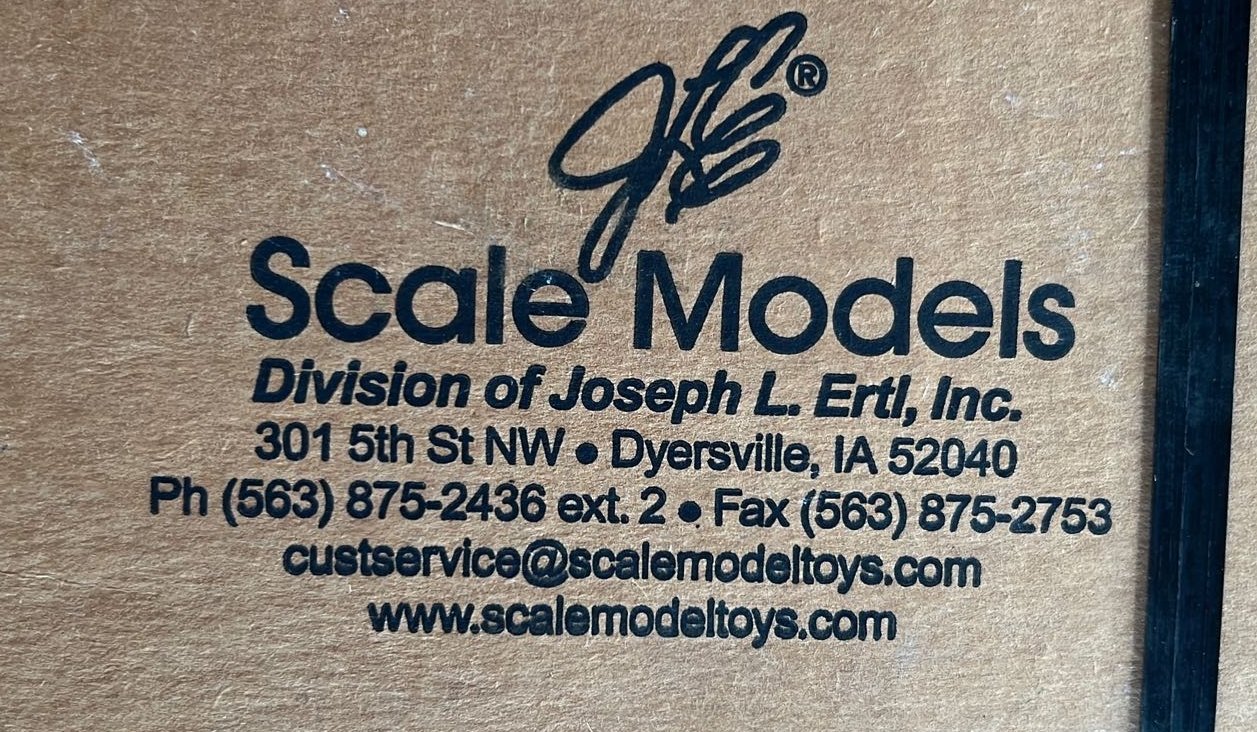 ®
Scale Models
Division of Joseph L. Ertl, Inc.
301 5th St NW • Dyersville, IA 52040
Ph (563) 875-2436 ext. 2 • Fax (563) 875-2753
custservice@scalemodeltoys.com
www.scalemodeltoys.com